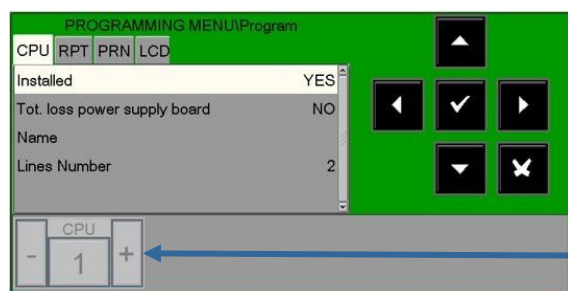 PROGRAMMING MENU\Program
CPU RPT PRN LCD
Installed YES
Tot. loss power supply board NO
Name
Lines Number 2
CPU
- 1 +